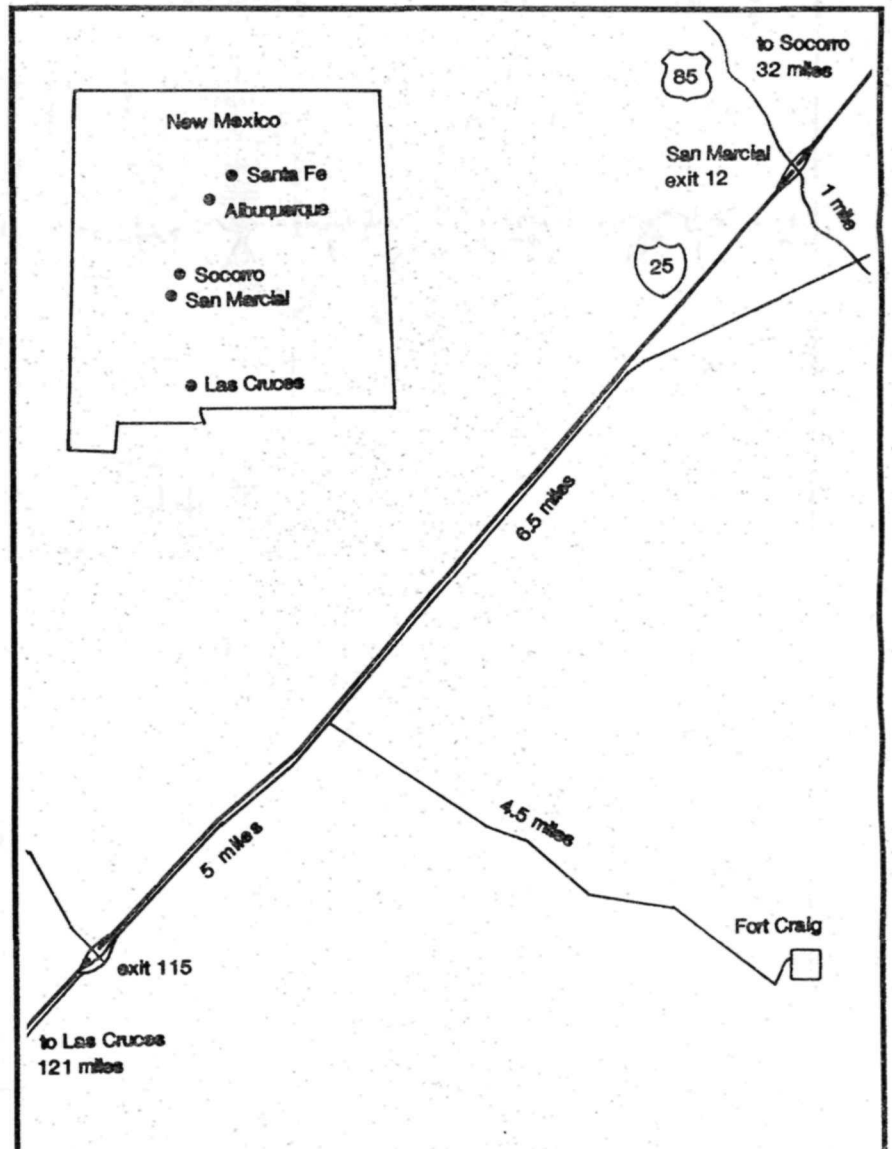 to Socorro
32 miles
85
New Mexico
San Marcial
exit 12
Santa Fe
Albuquerque
1 mile
25
Socorro
San Marcial
Las Cruces
6.5 miles
4.5 miles
5 miles
Fort Craig
exit 115
to Las Cruces
121 miles